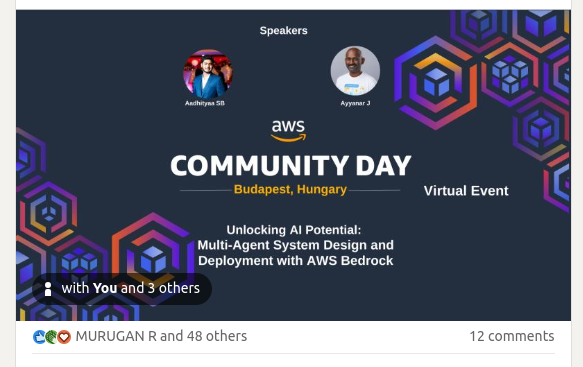 Speakers
Aadhityaa SB
Ayyanar J
aws
COMMUNITY DAY
Budapest, Hungary
Virtual Event
Unlocking AI Potential:
Multi-Agent System Design and
Deployment with AWS Bedrock
with You and 3 others
MURUGAN R and 48 others
12 comments